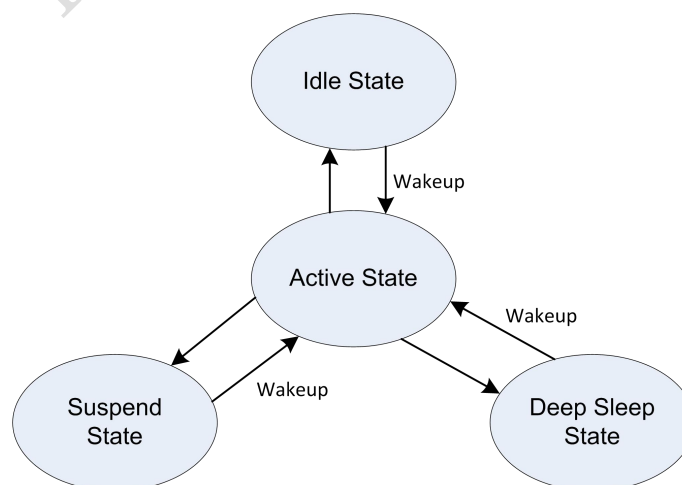 Idle State
Wakeup
Active State
Wakeup
Wakeup
Suspend
State
Deep Sleep
State